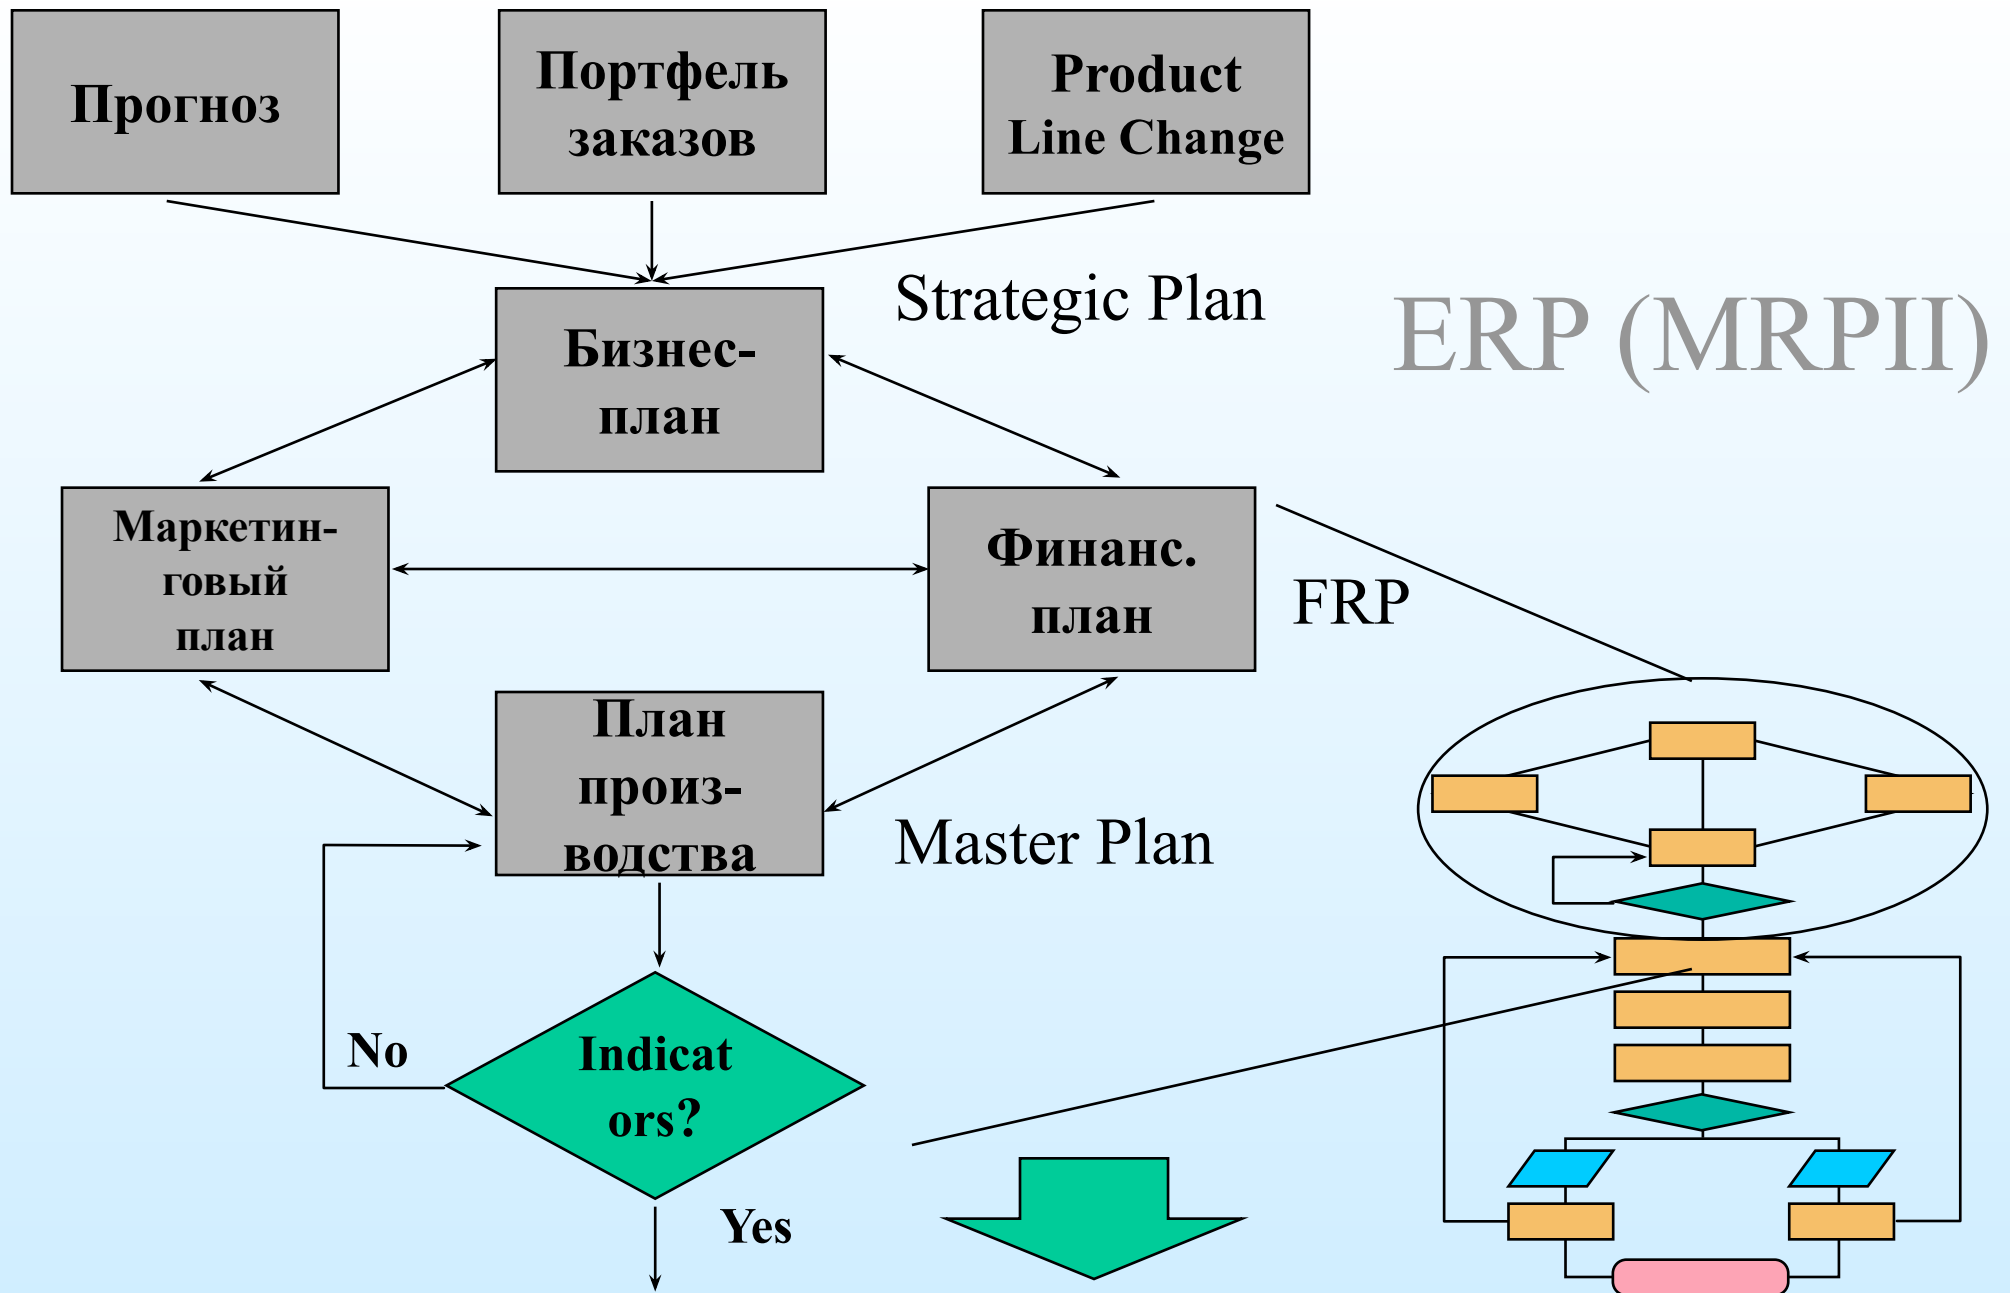 Прогноз
Портфель
заказов
Product
Line Change
Strategic Plan
ERP (MRPII)
Бизнес-
план
Маркетин-
говый
план
Финанс.
план
FRP
План
произ-
водства
Master Plan
No
Indicat
ors?
Yes